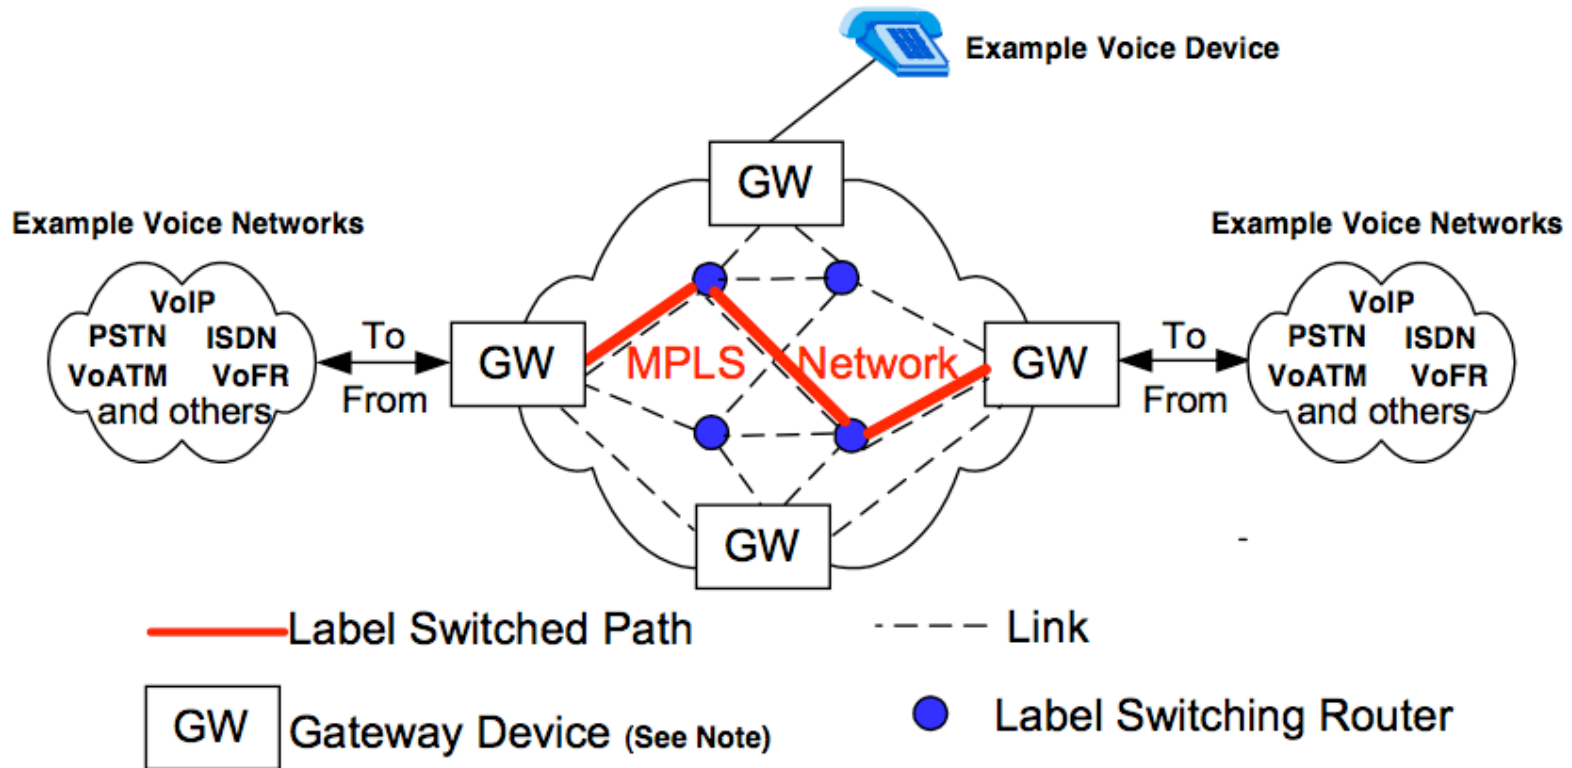 Example Voice Device
GW
Example Voice Networks
VoIP
PSTN ISDN
VoATM VoFR
and others
To
From
GW
MPLS Network
GW
To
From
Example Voice Networks
VoIP
PSTN ISDN
VoATM VoFR
and others
GW
-
Label Switched Path
Link
GW
Gateway Device (See Note)
Label Switching Router